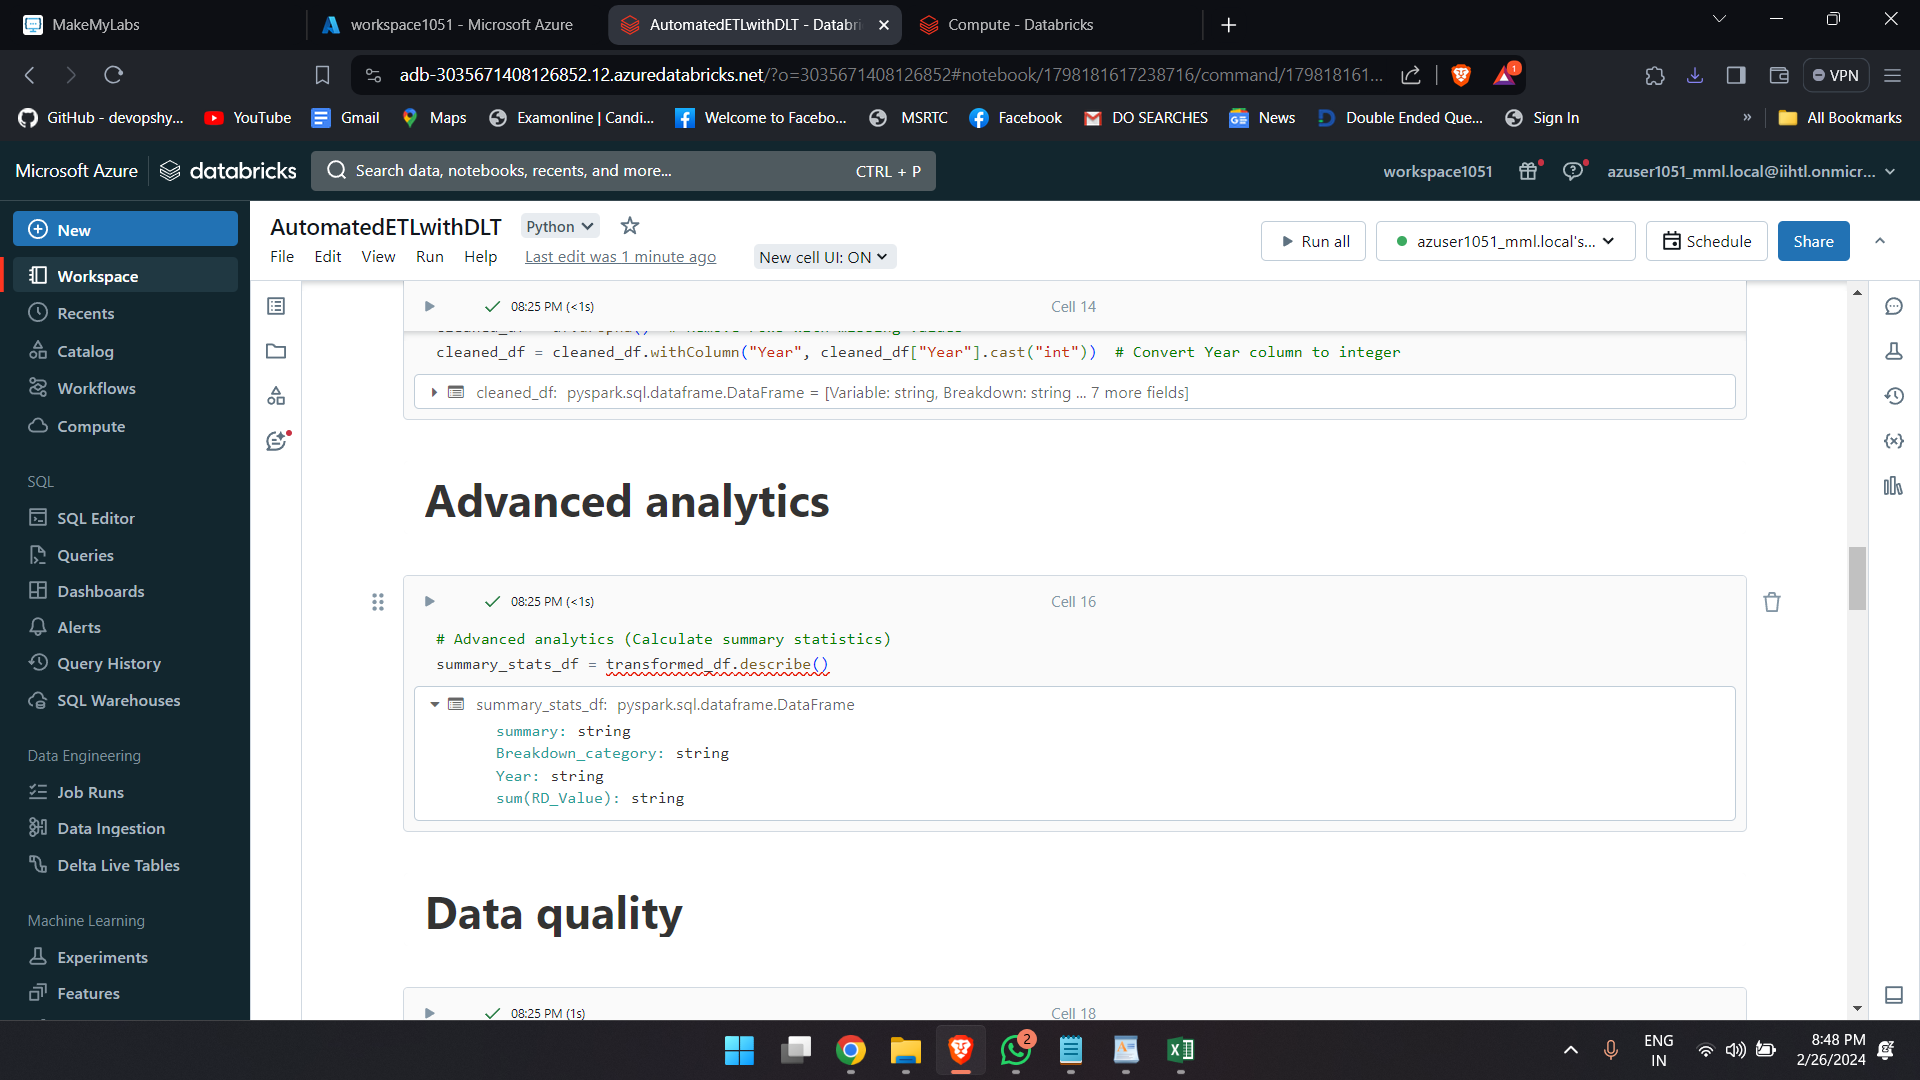 MakeMyLabs
workspace1051 - Microsoft Azure
AutomatedETLwithDLT - Databri
Compute - Databricks
adb-3035671408126852.12.azuredatabricks.net/?o=3035671408126852#notebook/1798181617238716/command/179818161...
1
VPN
GitHub - devopshy...
YouTube
Gmail
Maps
Examonline | Candi...
Welcome to Facebo...
MSRTC
Facebook
DO SEARCHES
News
Double Ended Que...
Sign In
»
All Bookmarks
Microsoft Azure
databricks
Search data, notebooks, recents, and more...
CTRL + P
workspace1051
azuser1051_mml.local@iihtl.onmicr...
New
Workspace
Recents
Catalog
Workflows
Compute
SQL
SQL Editor
Queries
Dashboards
Alerts
Query History
SQL Warehouses
Data Engineering
Job Runs
Data Ingestion
Delta Live Tables
Machine Learning
Experiments
Features
AutomatedETLwithDLT
Python
File
Edit
View
Run
Help
Last edit was 1 minute ago
New cell UI: ON
Run all
azuser1051_mml.local's...
Schedule
Share
08:25 PM (<1s)
Cell 14
cleaned_df = cleaned_df.withColumn("Year", cleaned_df["Year"].cast("int"))  # Convert Year column to integer
cleaned_df: pyspark.sql.dataframe.DataFrame = [Variable: string, Breakdown: string ... 7 more fields]
Advanced analytics
08:25 PM (<1s)
Cell 16
# Advanced analytics (Calculate summary statistics)
summary_stats_df = transformed_df.describe()
summary_stats_df: pyspark.sql.dataframe.DataFrame
summary: string
Breakdown_category: string
Year: string
sum(RD_Value): string
Data quality
08:25 PM (1s)
Cell 18
2
ENG
IN
8:48 PM
2/26/2024